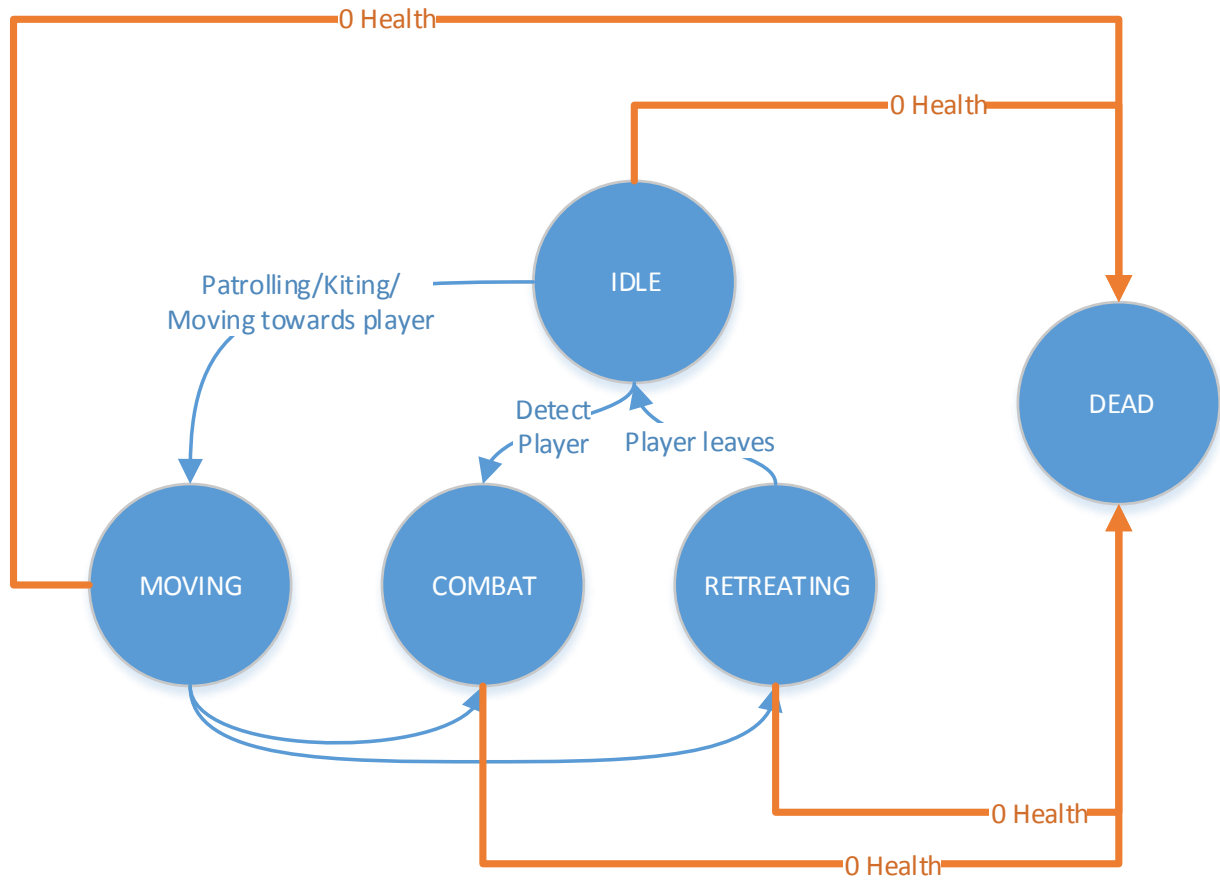 0 Health
0 Health
IDLE
Patrolling/Kiting/
Moving towards player
DEAD
Detect
Player
Player leaves
MOVING
COMBAT
RETREATING
0 Health
0 Health